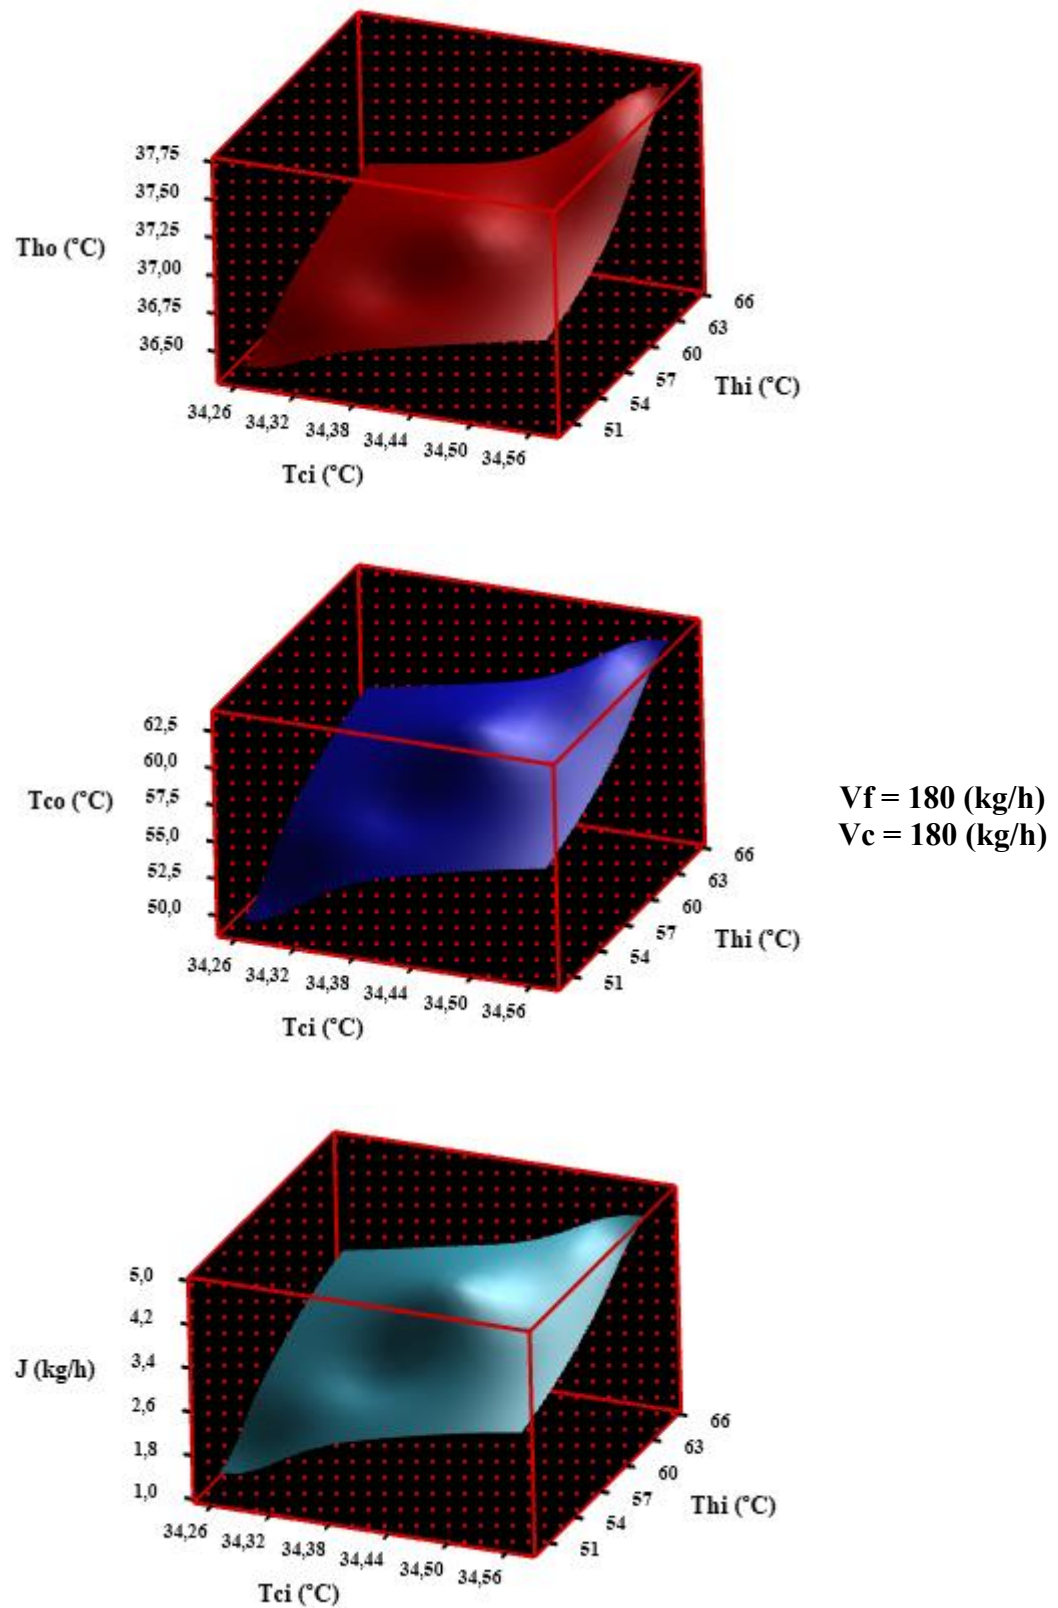 37,75
37,50
37,25
37,00
36,75
36,50
Tho (°C)
34,26 34,32 34,38 34,44 34,50 34,56
Tci (°C)
66
63
60
57
54
51
Thi (°C)
62,5
60,0
57,5
55,0
52,5
50,0
Tco (°C)
34,26 34,32 34,38 34,44 34,50 34,56
Tci (°C)
66
63
60
57
54
51
Thi (°C)
Vf = 180 (kg/h)
Vc = 180 (kg/h)
5,0
4,2
3,4
2,6
1,8
1,0
J (kg/h)
34,26 34,32 34,38 34,44 34,50 34,56
Tci (°C)
66
63
60
57
54
51
Thi (°C)